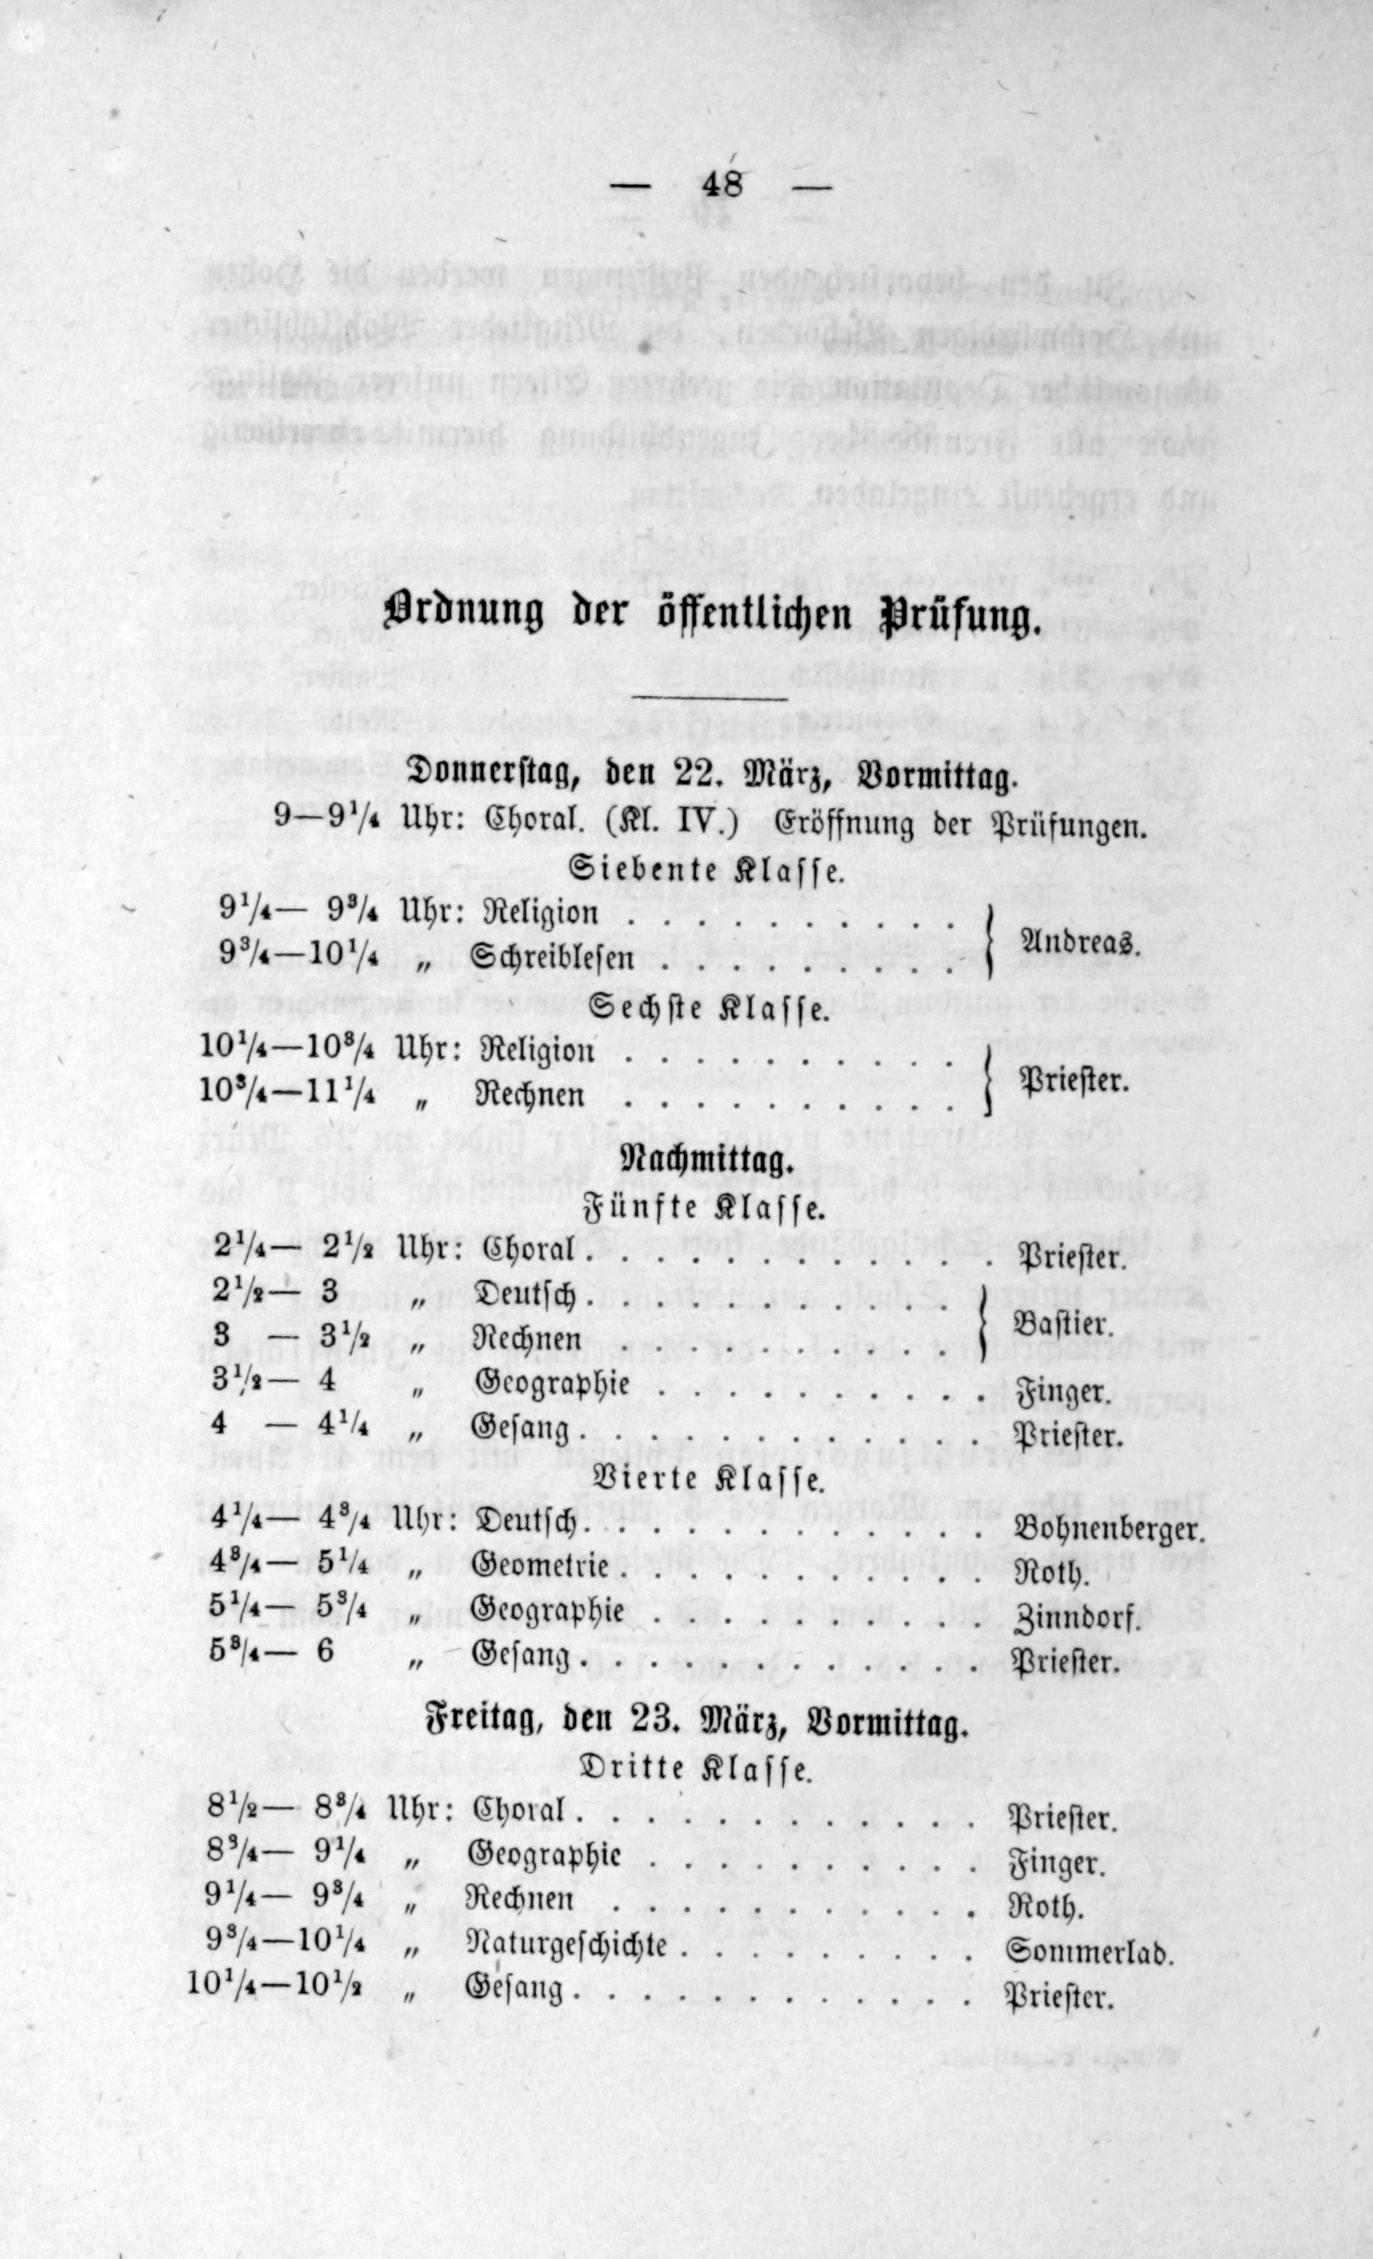 — 48 —
Ordnung der öffentlichen Prüfung.
Donnerstag, den 22. März, Vormittag.
9—9¹/₄ Uhr: Choral. (Kl. IV.) Eröffnung der Prüfungen.
Siebente Klasse.
9¹/₄— 9³/₄ Uhr: Religion . . . . . . . . . .
9³/₄—10¹/₄ „ Schreiblesen . . . . . . . . . } Andreas.
Sechste Klasse.
10¹/₄—10³/₄ Uhr: Religion . . . . . . . . . .
10³/₄—11¹/₄ „ Rechnen . . . . . . . . . . } Priester.
Nachmittag.
Fünfte Klasse.
2¹/₄— 2¹/₂ Uhr: Choral . . . . . . . . . . . . Priester.
2¹/₂— 3 „ Deutsch . . . . . . . . . . .
3 — 3¹/₂ „ Rechnen . . . . . . . . . . } Bastier.
3¹/₂— 4 „ Geographie . . . . . . . . . . Finger.
4 — 4¹/₄ „ Gesang . . . . . . . . . . . . Priester.
Vierte Klasse.
4¹/₄— 4³/₄ Uhr: Deutsch . . . . . . . . . . . . Bohnenberger.
4³/₄— 5¹/₄ „ Geometrie . . . . . . . . . . . Roth.
5¹/₄— 5³/₄ „ Geographie . . . . . . . . . . Zinndorf.
5³/₄— 6 „ Gesang . . . . . . . . . . . . Priester.
Freitag, den 23. März, Vormittag.
Dritte Klasse.
8¹/₂— 8³/₄ Uhr: Choral . . . . . . . . . . . . Priester.
8³/₄— 9¹/₄ „ Geographie . . . . . . . . . . Finger.
9¹/₄— 9³/₄ „ Rechnen . . . . . . . . . . . Roth.
9³/₄—10¹/₄ „ Naturgeschichte . . . . . . . . . Sommerlad.
10¹/₄—10¹/₂ „ Gesang . . . . . . . . . . . . Priester.